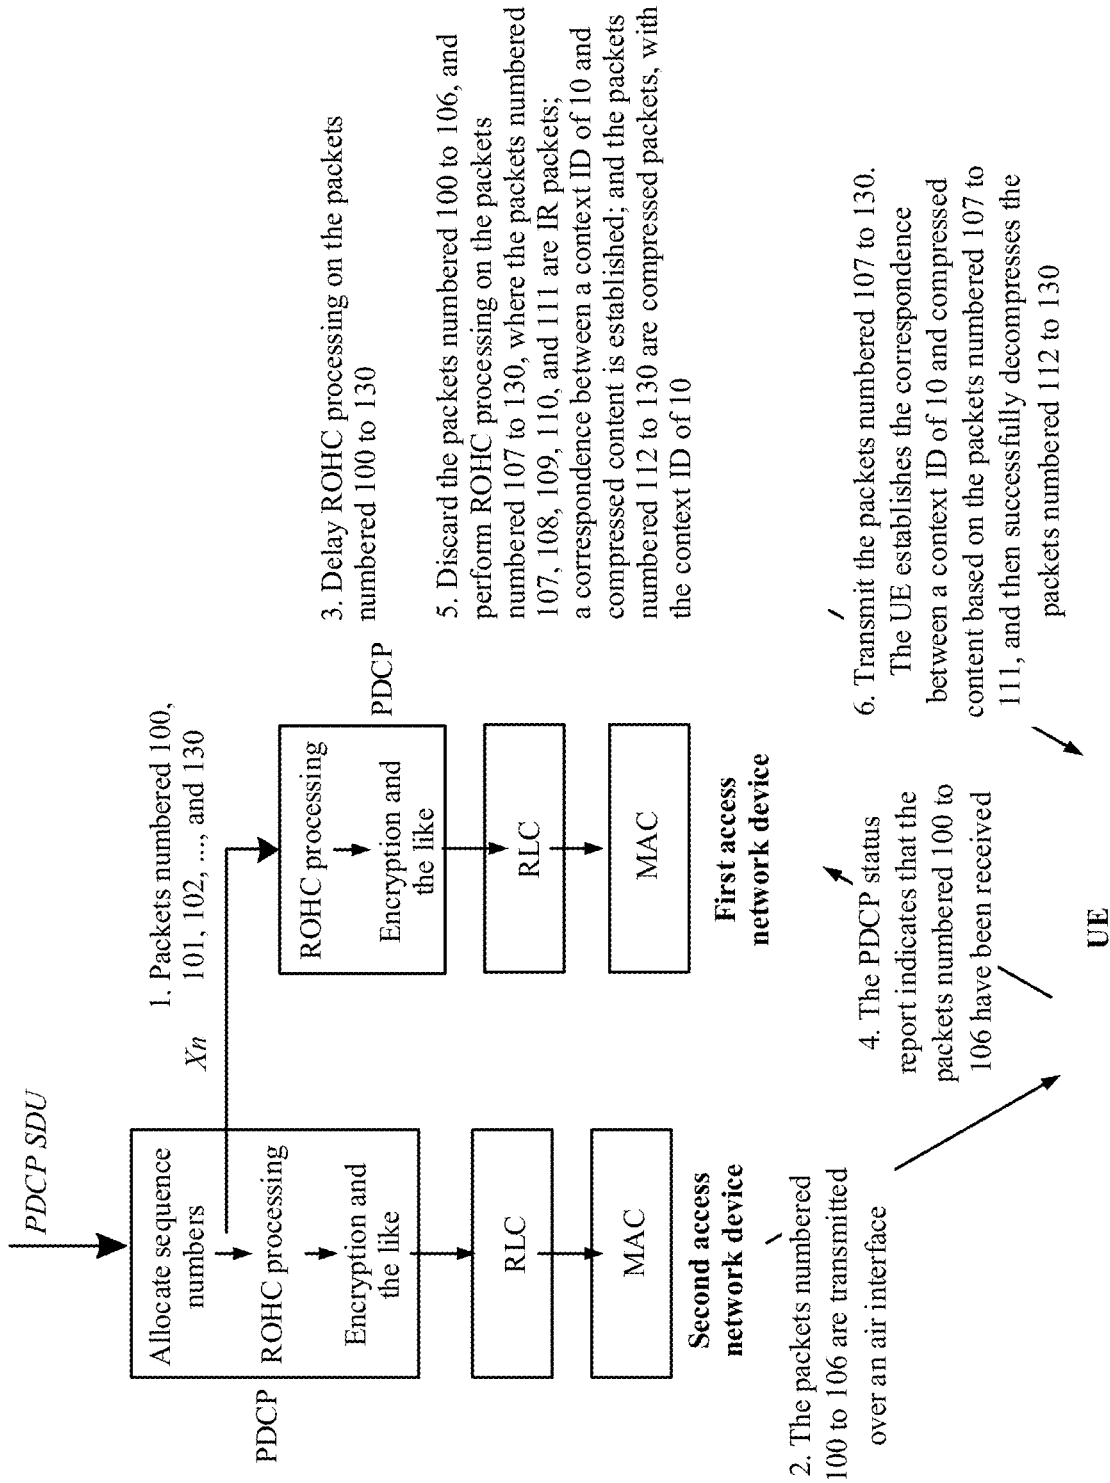 PDCP SDU
Allocate sequence
numbers
ROHC processing
Encryption and
the like
PDCP
RLC
MAC
Second access
network device
Xn
1. Packets numbered 100,
101, 102, ..., and 130
ROHC processing
Encryption and
the like
PDCP
RLC
MAC
First access
network device
2. The packets numbered
100 to 106 are transmitted
over an air interface
3. Delay ROHC processing on the packets
numbered 100 to 130
4. The PDCP status
report indicates that the
packets numbered 100 to
106 have been received
5. Discard the packets numbered 100 to 106, and
perform ROHC processing on the packets
numbered 107 to 130, where the packets numbered
107, 108, 109, 110, and 111 are IR packets;
a correspondence between a context ID of 10 and
compressed content is established; and the packets
numbered 112 to 130 are compressed packets, with
the context ID of 10
6. Transmit the packets numbered 107 to 130.
The UE establishes the correspondence
between a context ID of 10 and compressed
content based on the packets numbered 107 to
111, and then successfully decompresses the
packets numbered 112 to 130
UE